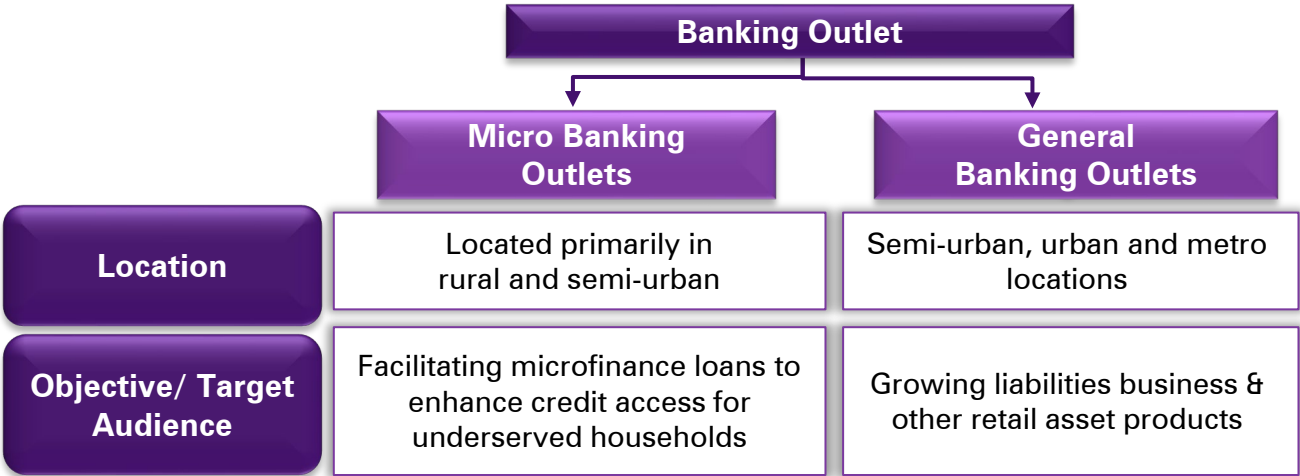 Banking Outlet
Micro Banking
Outlets
General
Banking Outlets
Location
Located primarily in
rural and semi-urban
Semi-urban, urban and metro
locations
Objective/ Target
Audience
Facilitating microfinance loans to
enhance credit access for
underserved households
Growing liabilities business &
other retail asset products